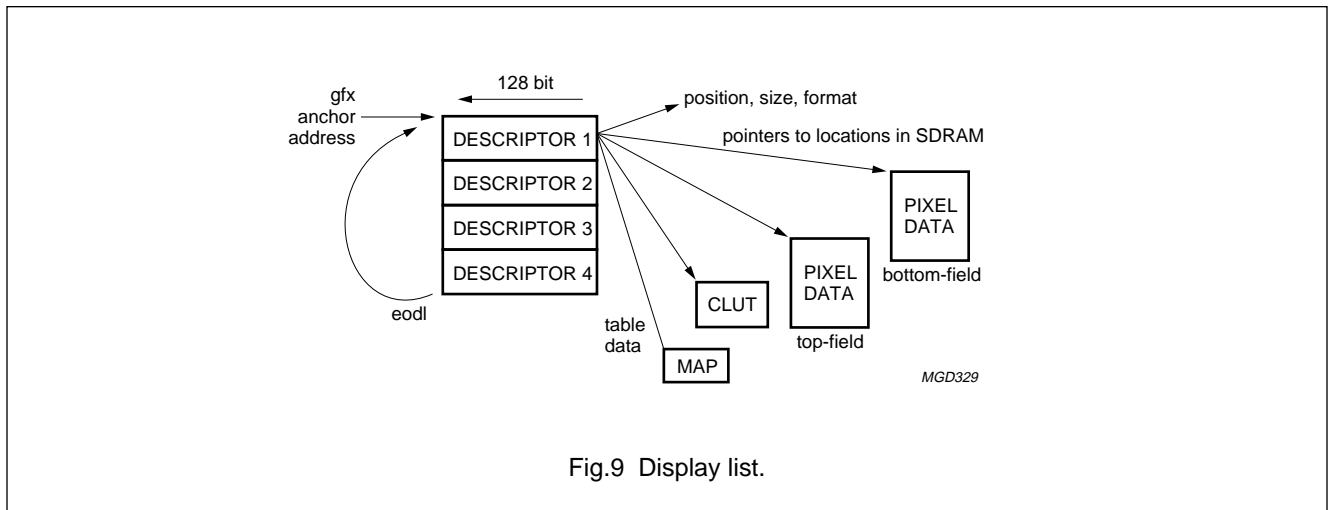 128 bit
gfx
anchor
address
position, size, format
pointers to locations in SDRAM
DESCRIPTOR 1
DESCRIPTOR 2
DESCRIPTOR 3
DESCRIPTOR 4
eodl
PIXEL
DATA
bottom-field
PIXEL
DATA
top-field
CLUT
table
data
MAP
MGD329
Fig.9 Display list.